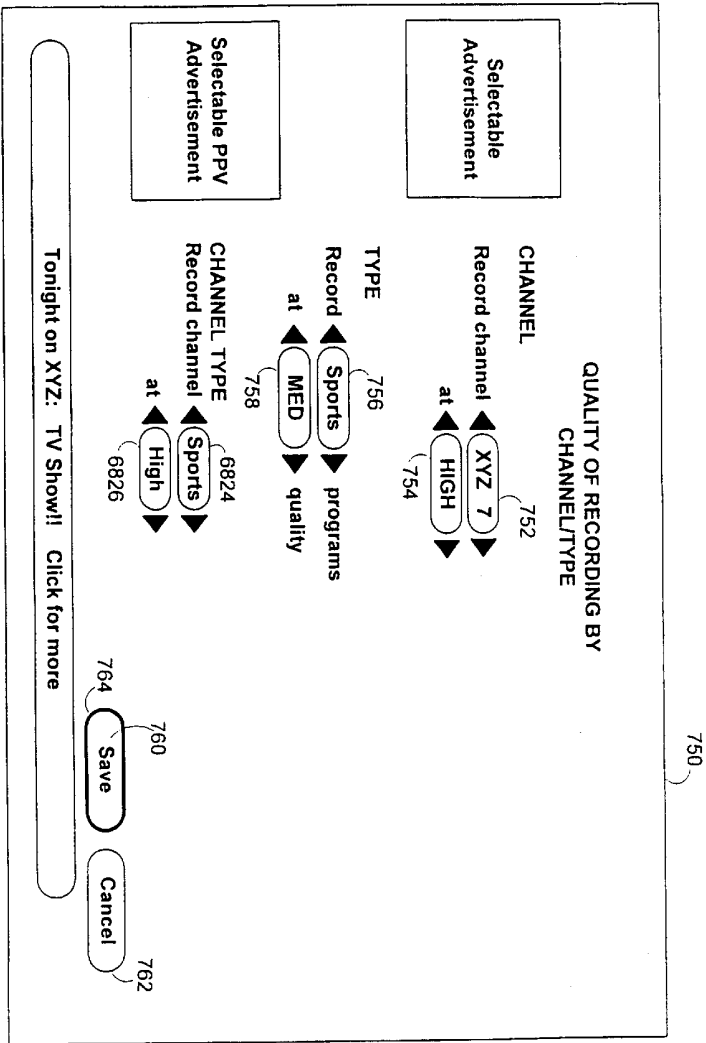 750
QUALITY OF RECORDING BY
CHANNEL/TYPE
Selectable
Advertisement
CHANNEL
Record channel XYZ 7
752
at HIGH
754
TYPE
756
Record Sports programs
at MED quality
758
Selectable PPV
Advertisement
CHANNEL TYPE
6824
Record channel Sports
at High
6826
760
764
Save
Cancel
762
Tonight on XYZ: TV Show!! Click for more